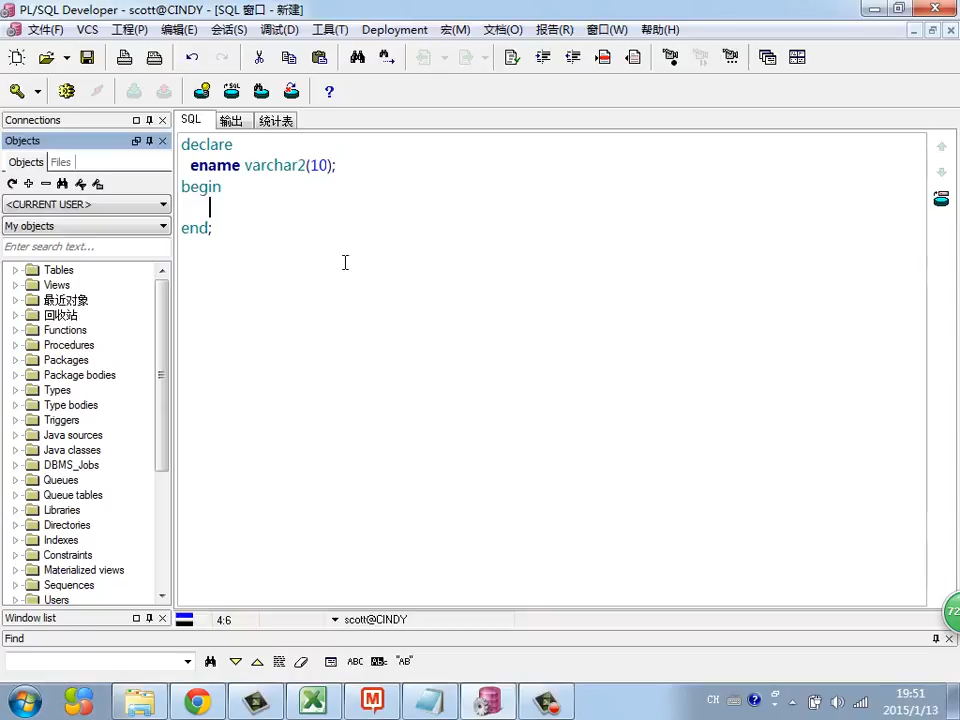 PL/SQL Developer - scott@CINDY - [SQL 窗口 - 新建]
文件(F) VCS 工程(P) 编辑(E) 会话(S) 调试(D) 工具(T) Deployment 宏(M) 文档(O) 报告(R) 窗口(W) 帮助(H)
SQL
?
Connections
SQL 输出 统计表
Objects
Objects Files
<CURRENT USER>
My objects
Enter search text...
declare
ename varchar2(10);
begin
end;
Tables
Views
最近对象
回收站
Functions
Procedures
Packages
Package bodies
Types
Type bodies
Triggers
Java sources
Java classes
DBMS_Jobs
Queues
Queue tables
Libraries
Directories
Indexes
Constraints
Materialized views
Sequences
Users
72
Window list
4:6 scott@CINDY
Find
ABC "AB"
CH
19:51
2015/1/13